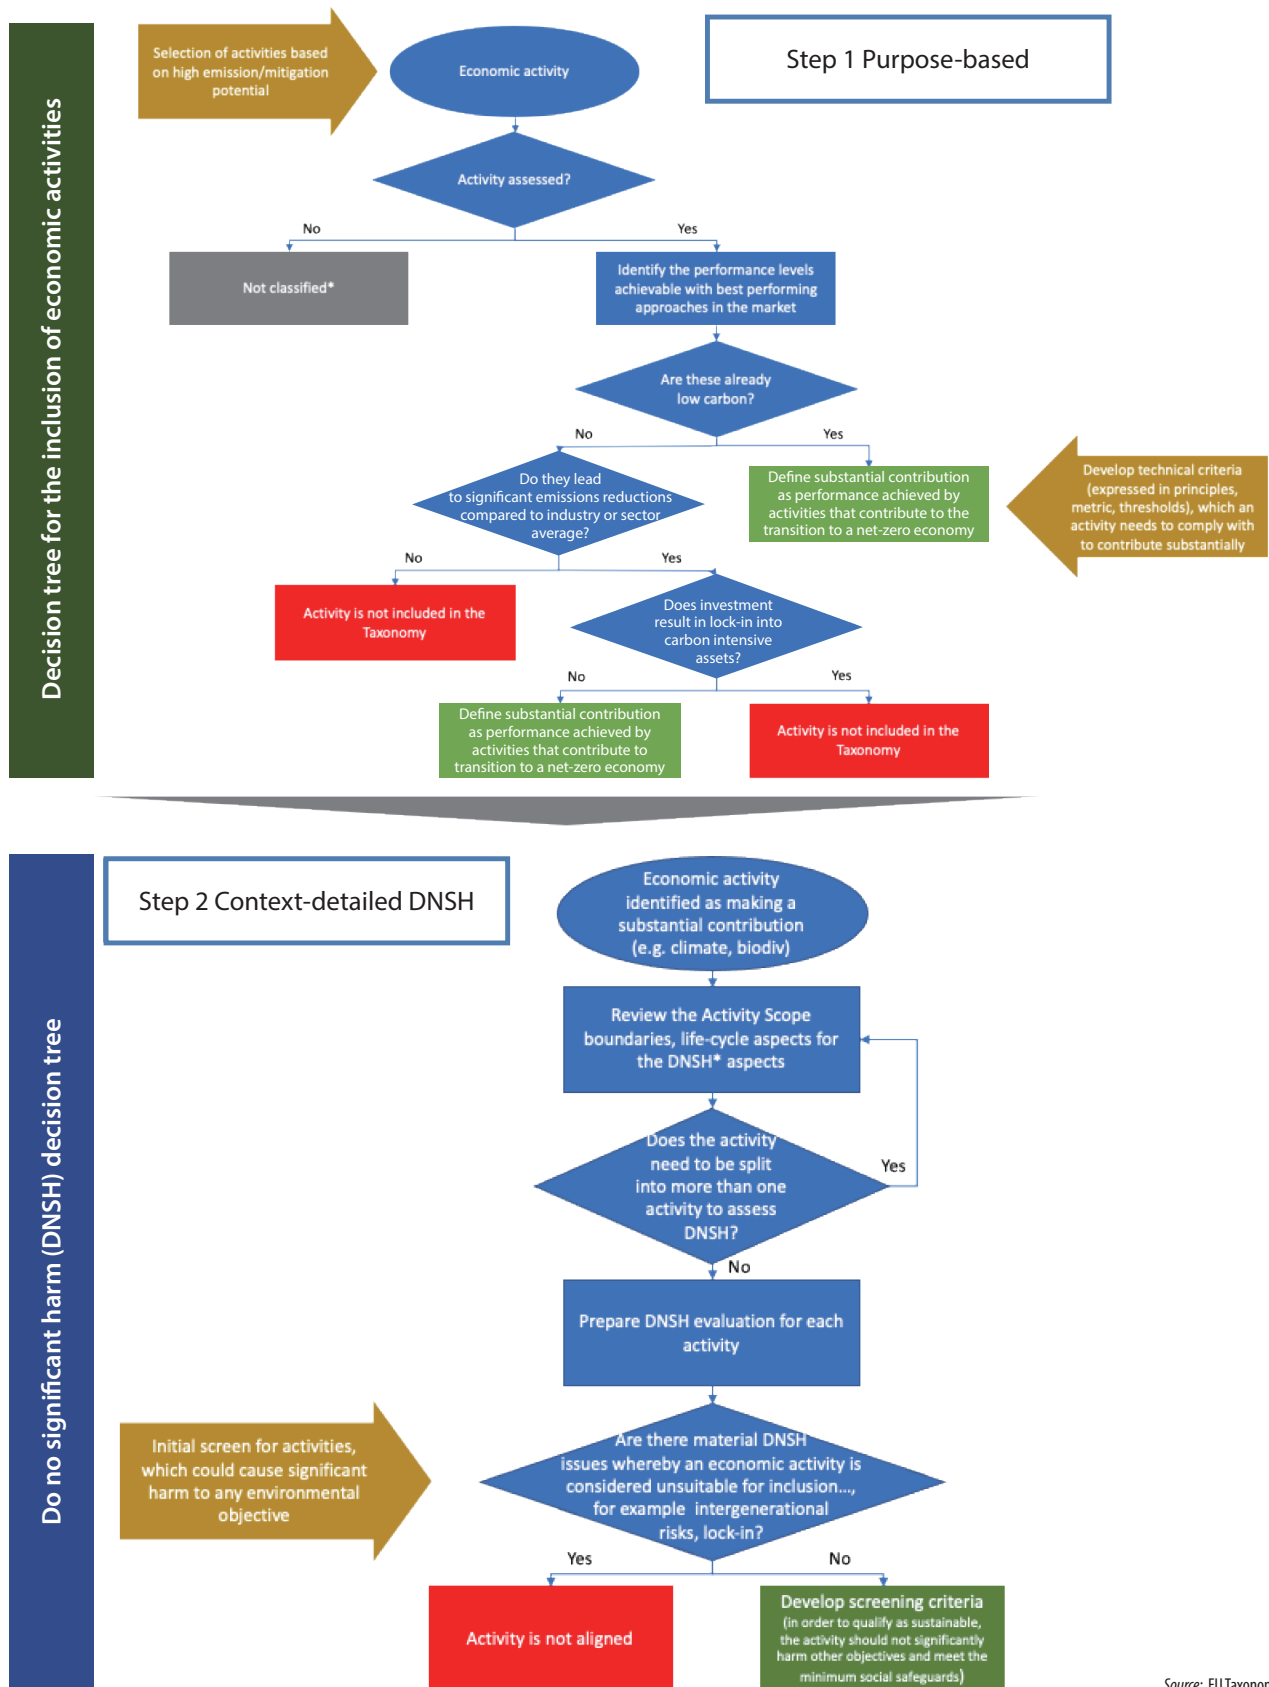 Decision tree for the inclusion of economic activities
Selection of activities based
on high emission/mitigation
potential
Economic activity
Step 1 Purpose-based
Activity assessed?
No
Yes
Not classified*
Identify the performance levels
achievable with best performing
approaches in the market
Are these already
low carbon?
No
Yes
Do they lead
to significant emissions reductions
compared to industry or sector
average?
Define substantial contribution
as performance achieved by
activities that contribute to the
transition to a net-zero economy
Develop technical criteria
(expressed in principles,
metric, thresholds), which an
activity needs to comply with
to contribute substantially
No
Yes
Activity is not included in the
Taxonomy
Does investment
result in lock-in into
carbon intensive
assets?
No
Yes
Define substantial contribution
as performance achieved by
activities that contribute to
transition to a net-zero economy
Activity is not included in the
Taxonomy
Do no significant harm (DNSH) decision tree
Step 2 Context-detailed DNSH
Economic activity
identified as making a
substantial contribution
(e.g. climate, biodiv)
Review the Activity Scope
boundaries, life-cycle aspects for
the DNSH* aspects
Does the activity
need to be split
into more than one
activity to assess
DNSH?
Yes
No
Prepare DNSH evaluation for each
activity
Initial screen for activities,
which could cause significant
harm to any environmental
objective
Are there material DNSH
issues whereby an economic activity is
considered unsuitable for inclusion...,
for example intergenerational
risks, lock-in?
Yes
No
Activity is not aligned
Develop screening criteria
(in order to qualify as sustainable,
the activity should not significantly
harm other objectives and meet the
minimum social safeguards)
Source: EU